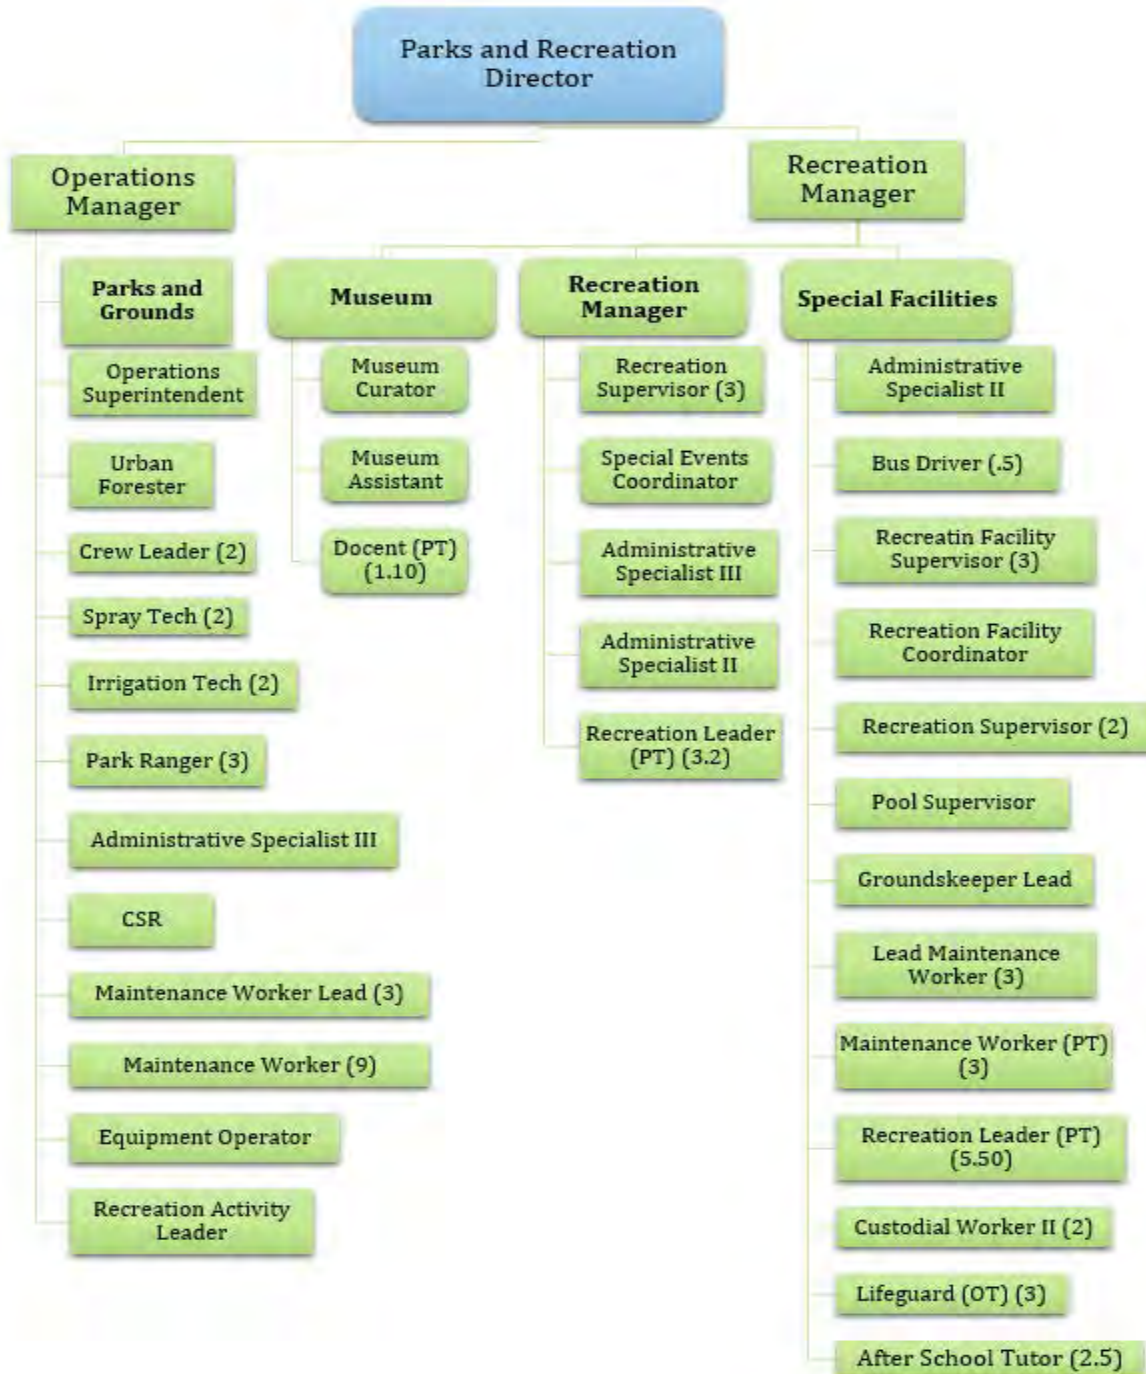 Parks and Recreation
Director
Operations
Manager
Recreation
Manager
Parks and
Grounds
Operations
Superintendent
Urban
Forester
Crew Leader (2)
Spray Tech (2)
Irrigation Tech (2)
Park Ranger (3)
Administrative Specialist III
CSR
Maintenance Worker Lead (3)
Maintenance Worker (9)
Equipment Operator
Recreation Activity
Leader
Museum
Museum
Curator
Museum
Assistant
Docent (PT)
(1.10)
Recreation
Manager
Recreation
Supervisor (3)
Special Events
Coordinator
Administrative
Specialist III
Administrative
Specialist II
Recreation Leader
(PT) (3.2)
Special Facilities
Administrative
Specialist II
Bus Driver (.5)
Recreatin Facility
Supervisor (3)
Recreation Facility
Coordinator
Recreation Supervisor (2)
Pool Supervisor
Groundskeeper Lead
Lead Maintenance
Worker (3)
Maintenance Worker (PT)
(3)
Recreation Leader (PT)
(5.50)
Custodial Worker II (2)
Lifeguard (OT) (3)
After School Tutor (2.5)